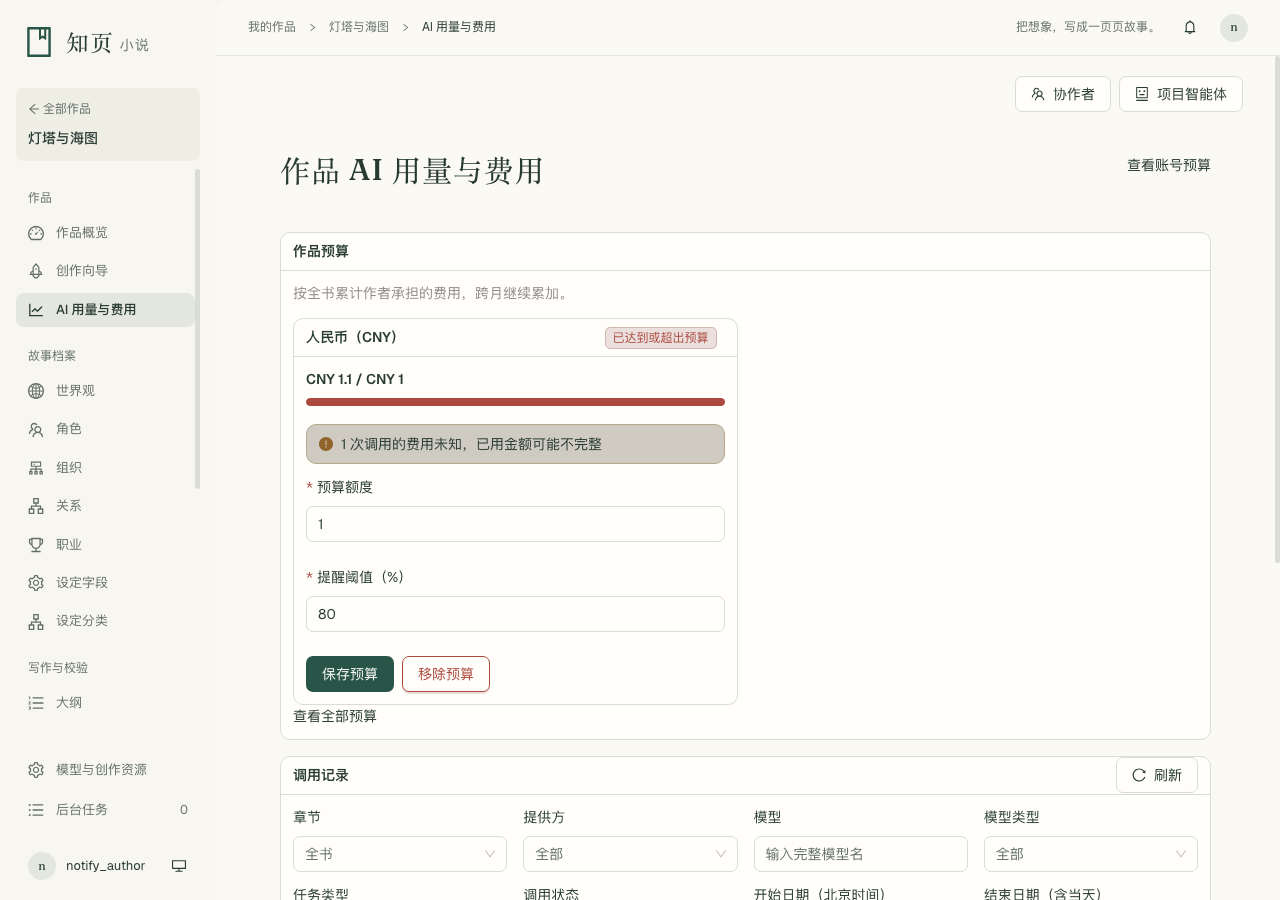 知页 小说
全部作品
灯塔与海图
作品
作品概览
创作向导
AI 用量与费用
故事档案
世界观
角色
组织
关系
职业
设定字段
设定分类
写作与校验
大纲
模型与创作资源
后台任务 0
n notify_author
我的作品 > 灯塔与海图 > AI 用量与费用
把想象，写成一页页故事。 n
协作者 项目智能体
作品 AI 用量与费用
查看账号预算
作品预算
按全书累计作者承担的费用，跨月继续累加。
人民币（CNY） 已达到或超出预算
CNY 1.1 / CNY 1
1 次调用的费用未知，已用金额可能不完整
* 预算额度
1
* 提醒阈值（%）
80
保存预算 移除预算
查看全部预算
调用记录 刷新
章节 提供方 模型 模型类型
全书 全部 输入完整模型名 全部
任务类型 调用状态 开始日期（北京时间） 结束日期（含当天）